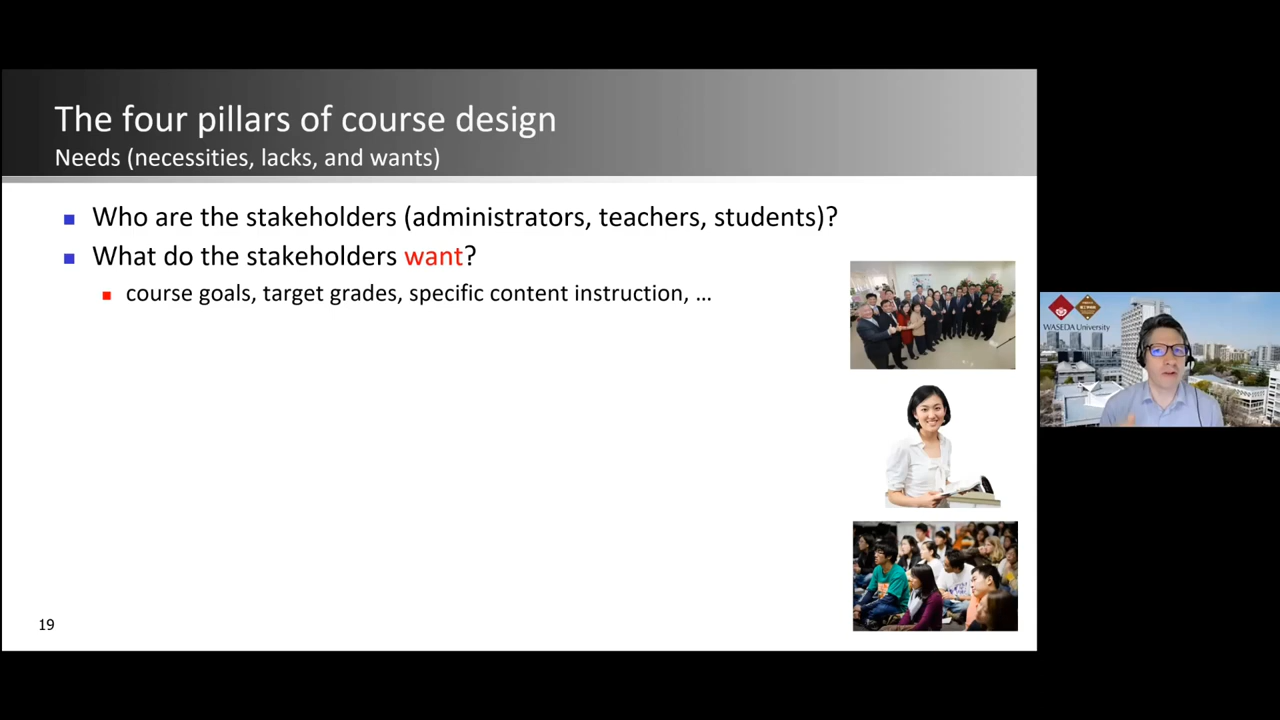 The four pillars of course design
Needs (necessities, lacks, and wants)
Who are the stakeholders (administrators, teachers, students)?
What do the stakeholders want?
course goals, target grades, specific content instruction, …
WASEDA University
19